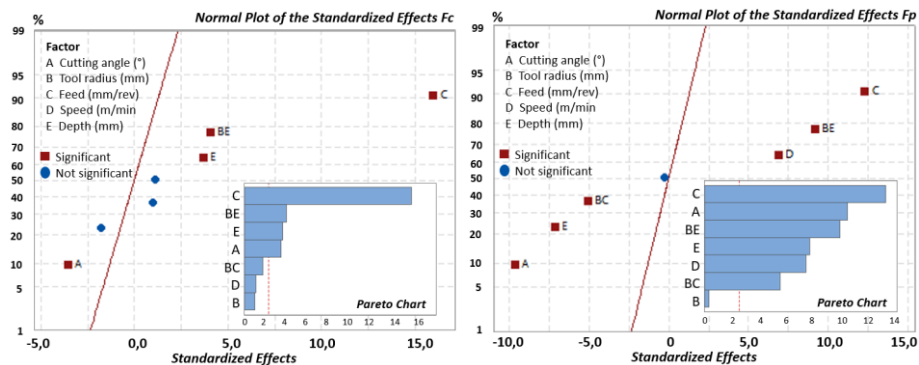 %
Normal Plot of the Standardized Effects Fc
99
95
90
80
70
60
50
40
30
20
10
5
1
Factor
A Cutting angle (°)
B Tool radius (mm)
C Feed (mm/rev)
D Speed (m/min
E Depth (mm)
Significant
Not significant
C
BE
E
A
C
BE
E
A
BC
D
B
Pareto Chart
0 2 4 6 8 10 12 14 16
-5,0 0,0 5,0 10,0 15,0
Standardized Effects
%
Normal Plot of the Standardized Effects Fp
99
95
90
80
70
60
50
40
30
20
10
5
1
Factor
A Cutting angle (°)
B Tool radius (mm)
C Feed (mm/rev)
D Speed (m/min
E Depth (mm)
Significant
Not significant
C
BE
D
BC
E
A
C
A
BE
E
D
BC
B
Pareto Chart
0 2 4 6 8 10 12 14
-10,0 -5,0 0,0 5,0 10,0 15,0
Standardized Effects